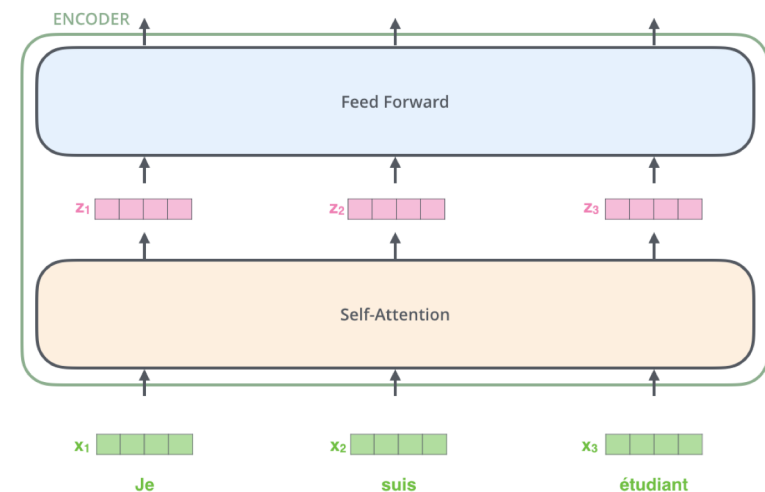 ENCODER
Feed Forward
z₁ z₂ z₃
Self-Attention
x₁ x₂ x₃
Je suis étudiant